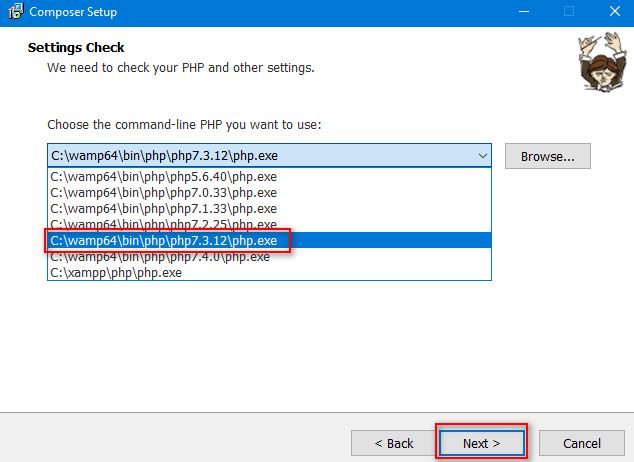 Composer Setup
Settings Check
We need to check your PHP and other settings.
Choose the command-line PHP you want to use:
C:\wamp64\bin\php\php7.3.12\php.exe
Browse...
C:\wamp64\bin\php\php5.6.40\php.exe
C:\wamp64\bin\php\php7.0.33\php.exe
C:\wamp64\bin\php\php7.1.33\php.exe
C:\wamp64\bin\php\php7.2.25\php.exe
C:\wamp64\bin\php\php7.3.12\php.exe
C:\wamp64\bin\php\php7.4.0\php.exe
C:\xampp\php\php.exe
< Back
Next >
Cancel